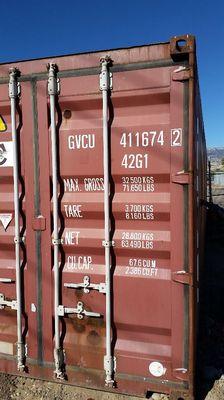 GVCU 411674 2
42G1
MAX. GROSS 32,500 KGS
71,650 LBS
TARE 3,700 KGS
8,160 LBS
NET 28,800 KGS
63,490 LBS
CU.CAP. 67.6 CU.M
2,386 CU.FT